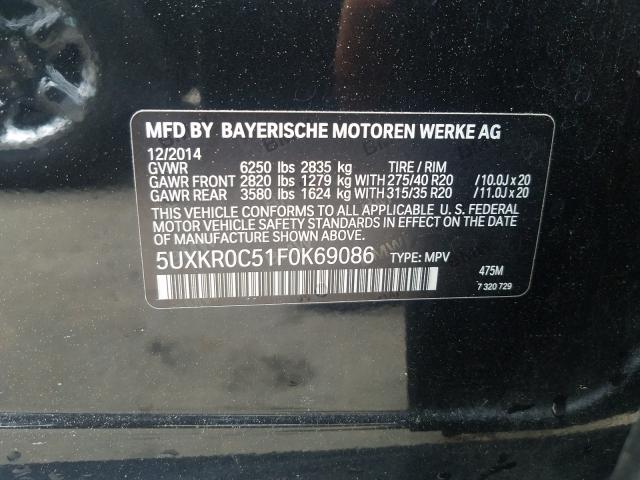 MFD BY BAYERISCHE MOTOREN WERKE AG
12/2014
GVWR 6250 lbs 2835 kg TIRE / RIM
GAWR FRONT 2820 lbs 1279 kg WITH 275/40 R20 /10.0J x 20
GAWR REAR 3580 lbs 1624 kg WITH 315/35 R20 /11.0J x 20
THIS VEHICLE CONFORMS TO ALL APPLICABLE U. S. FEDERAL
MOTOR VEHICLE SAFETY STANDARDS IN EFFECT ON THE DATE
OF MANUFACTURE SHOWN ABOVE.
5UXKR0C51F0K69086 TYPE: MPV
475M
7 320 729